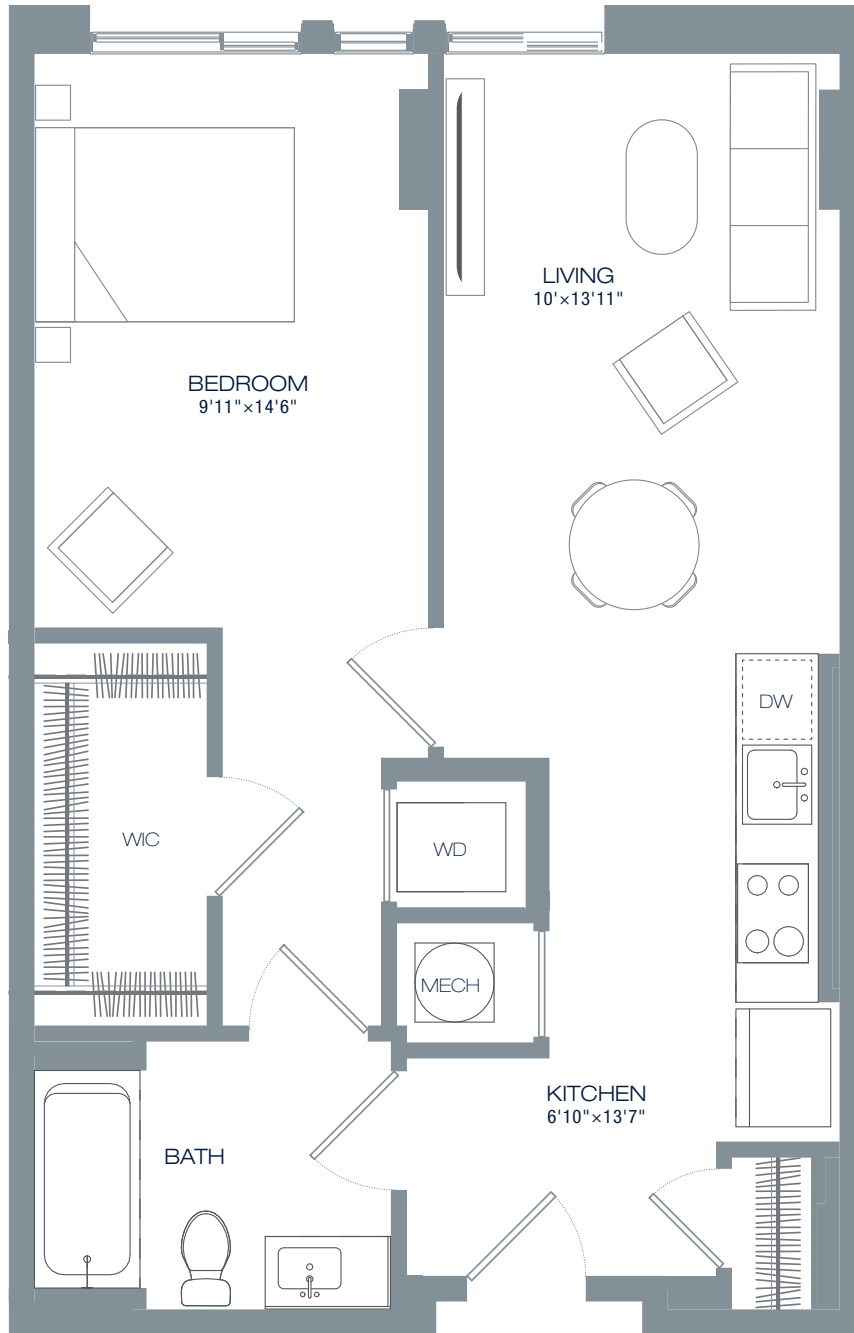 LIVING
10'×13'11"
BEDROOM
9'11"×14'6"
DW
WIC
WD
MECH
KITCHEN
6'10"×13'7"
BATH